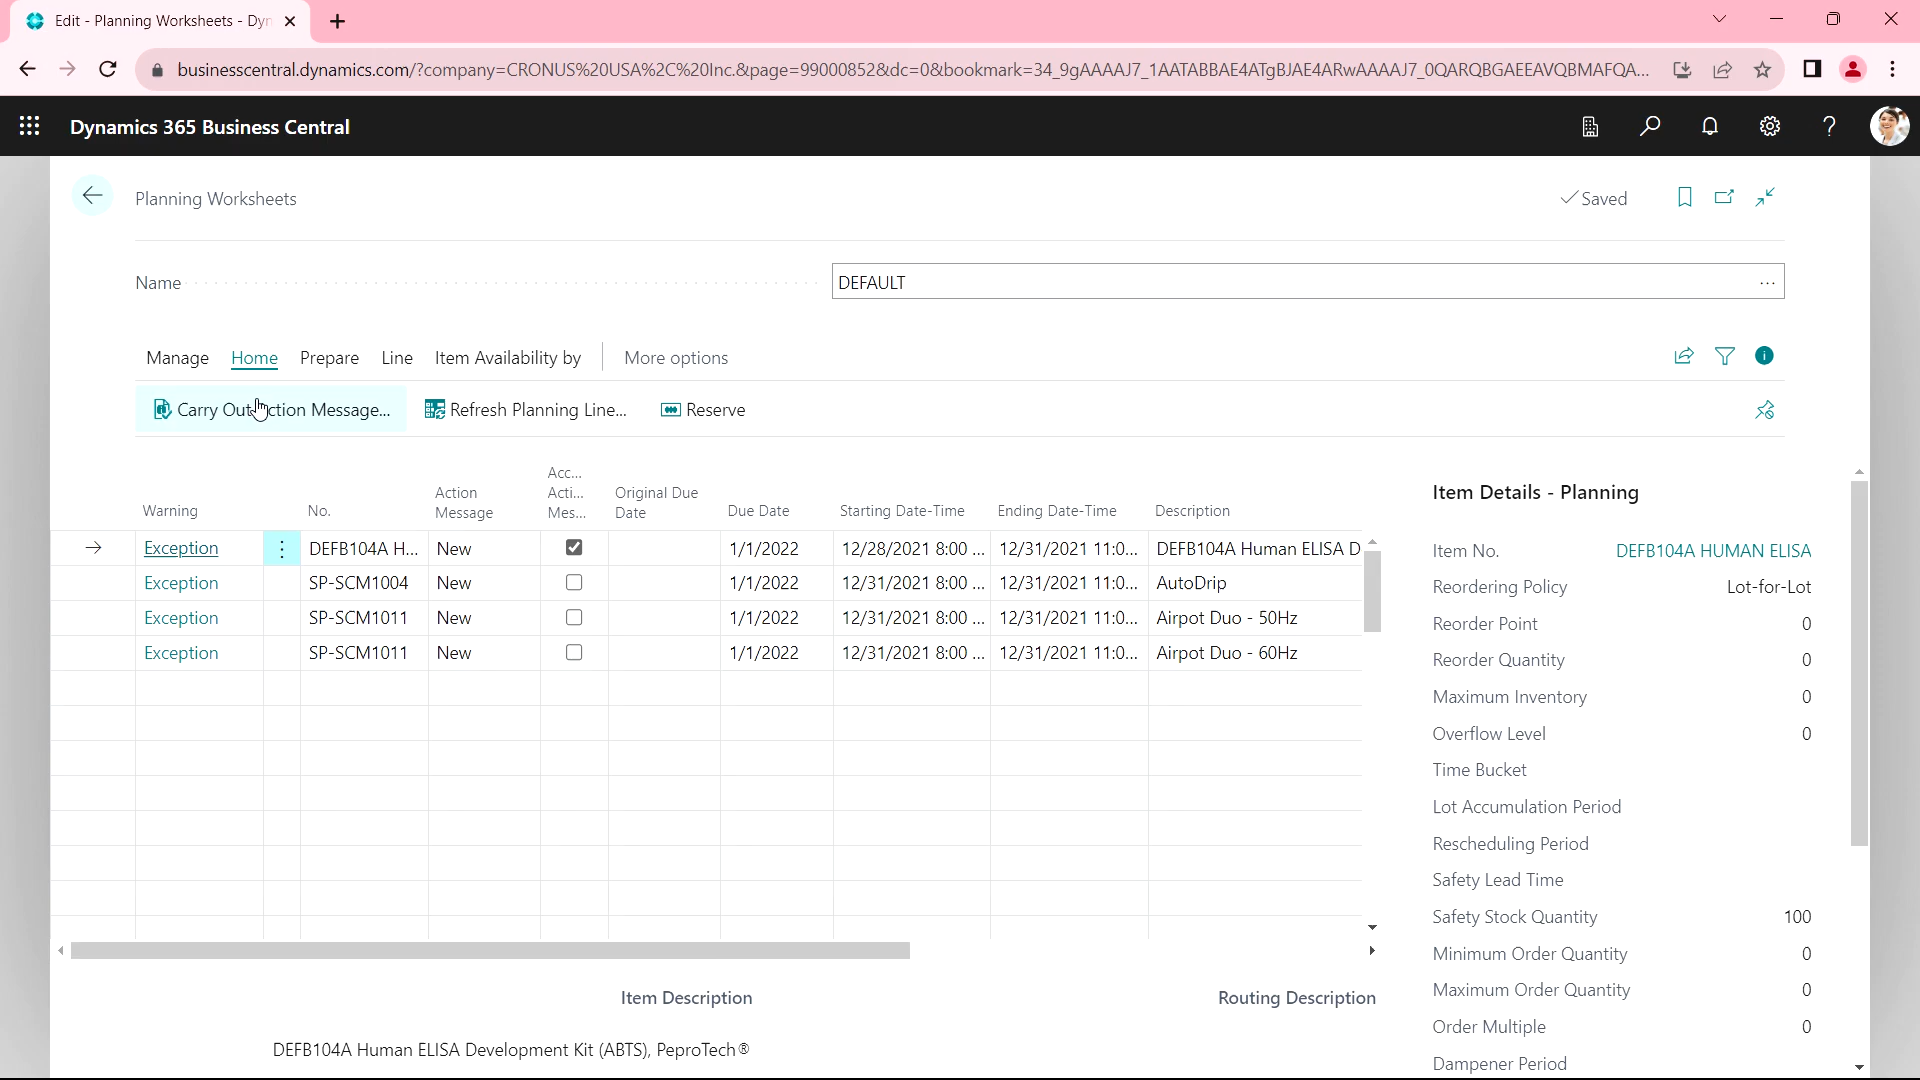 Edit - Planning Worksheets - Dyn
businesscentral.dynamics.com/?company=CRONUS%20USA%2C%20Inc.&page=99000852&dc=0&bookmark=34_9gAAAAJ7_1AATABBAE4ATgBJAE4ARwAAAAJ7_0QARQBGAEEAVQBMAFQA...
Dynamics 365 Business Central
Planning Worksheets
Saved
Name
DEFAULT
Manage Home Prepare Line Item Availability by More options
Carry Out ction Message... Refresh Planning Line... Reserve
Warning No. Action Message Acc... Acti... Mes... Original Due Date Due Date Starting Date-Time Ending Date-Time Description
Exception DEFB104A H... New 1/1/2022 12/28/2021 8:00 ... 12/31/2021 11:0... DEFB104A Human ELISA D
Exception SP-SCM1004 New 1/1/2022 12/31/2021 8:00 ... 12/31/2021 11:0... AutoDrip
Exception SP-SCM1011 New 1/1/2022 12/31/2021 8:00 ... 12/31/2021 11:0... Airpot Duo - 50Hz
Exception SP-SCM1011 New 1/1/2022 12/31/2021 8:00 ... 12/31/2021 11:0... Airpot Duo - 60Hz
Item Description Routing Description
DEFB104A Human ELISA Development Kit (ABTS), PeproTech®
Item Details - Planning
Item No. DEFB104A HUMAN ELISA
Reordering Policy Lot-for-Lot
Reorder Point 0
Reorder Quantity 0
Maximum Inventory 0
Overflow Level 0
Time Bucket
Lot Accumulation Period
Rescheduling Period
Safety Lead Time
Safety Stock Quantity 100
Minimum Order Quantity 0
Maximum Order Quantity 0
Order Multiple 0
Dampener Period